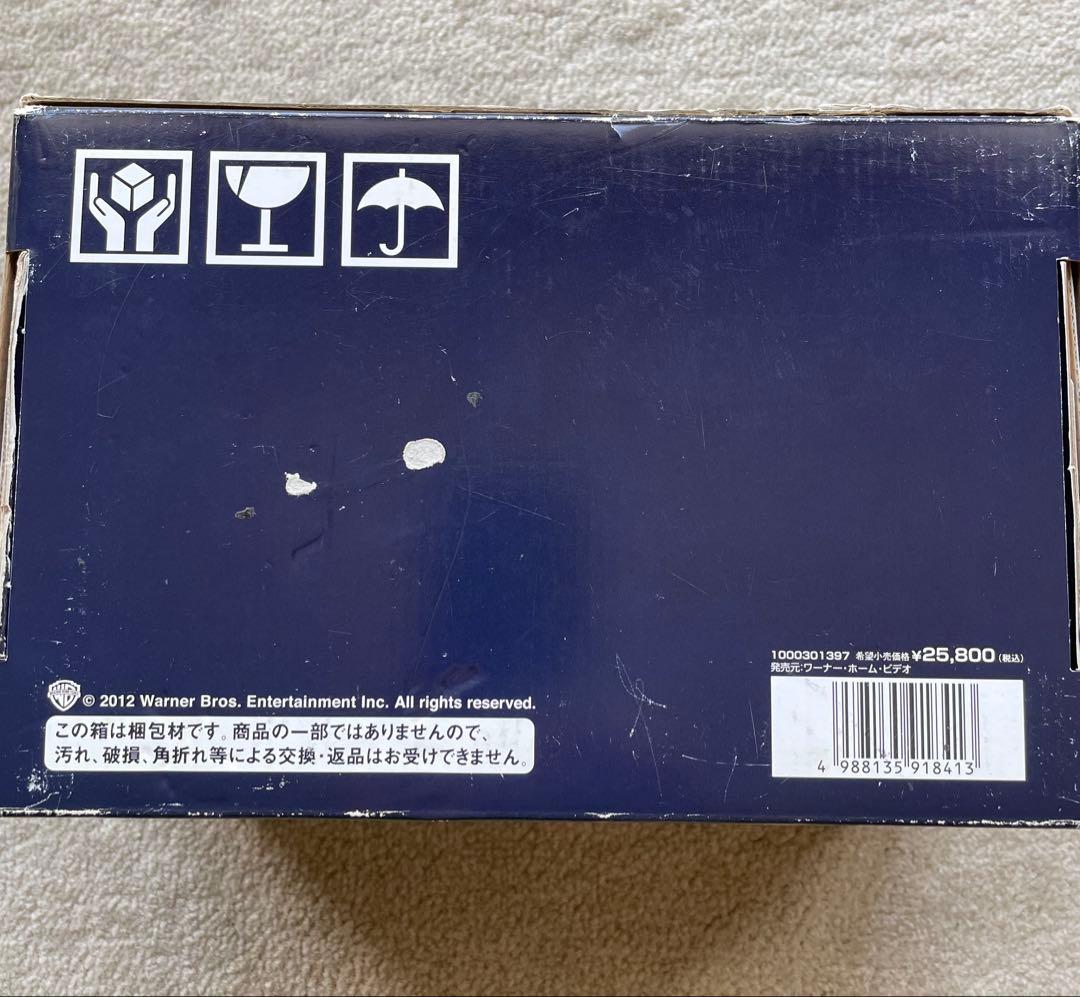 1000301397 希望小売価格 ¥25,800 (税込)
発売元:ワーナー・ホーム・ビデオ
4 988135 918413
© 2012 Warner Bros. Entertainment Inc. All rights reserved.
この箱は梱包材です。商品の一部ではありませんので、
汚れ、破損、角折れ等による交換・返品はお受けできません。